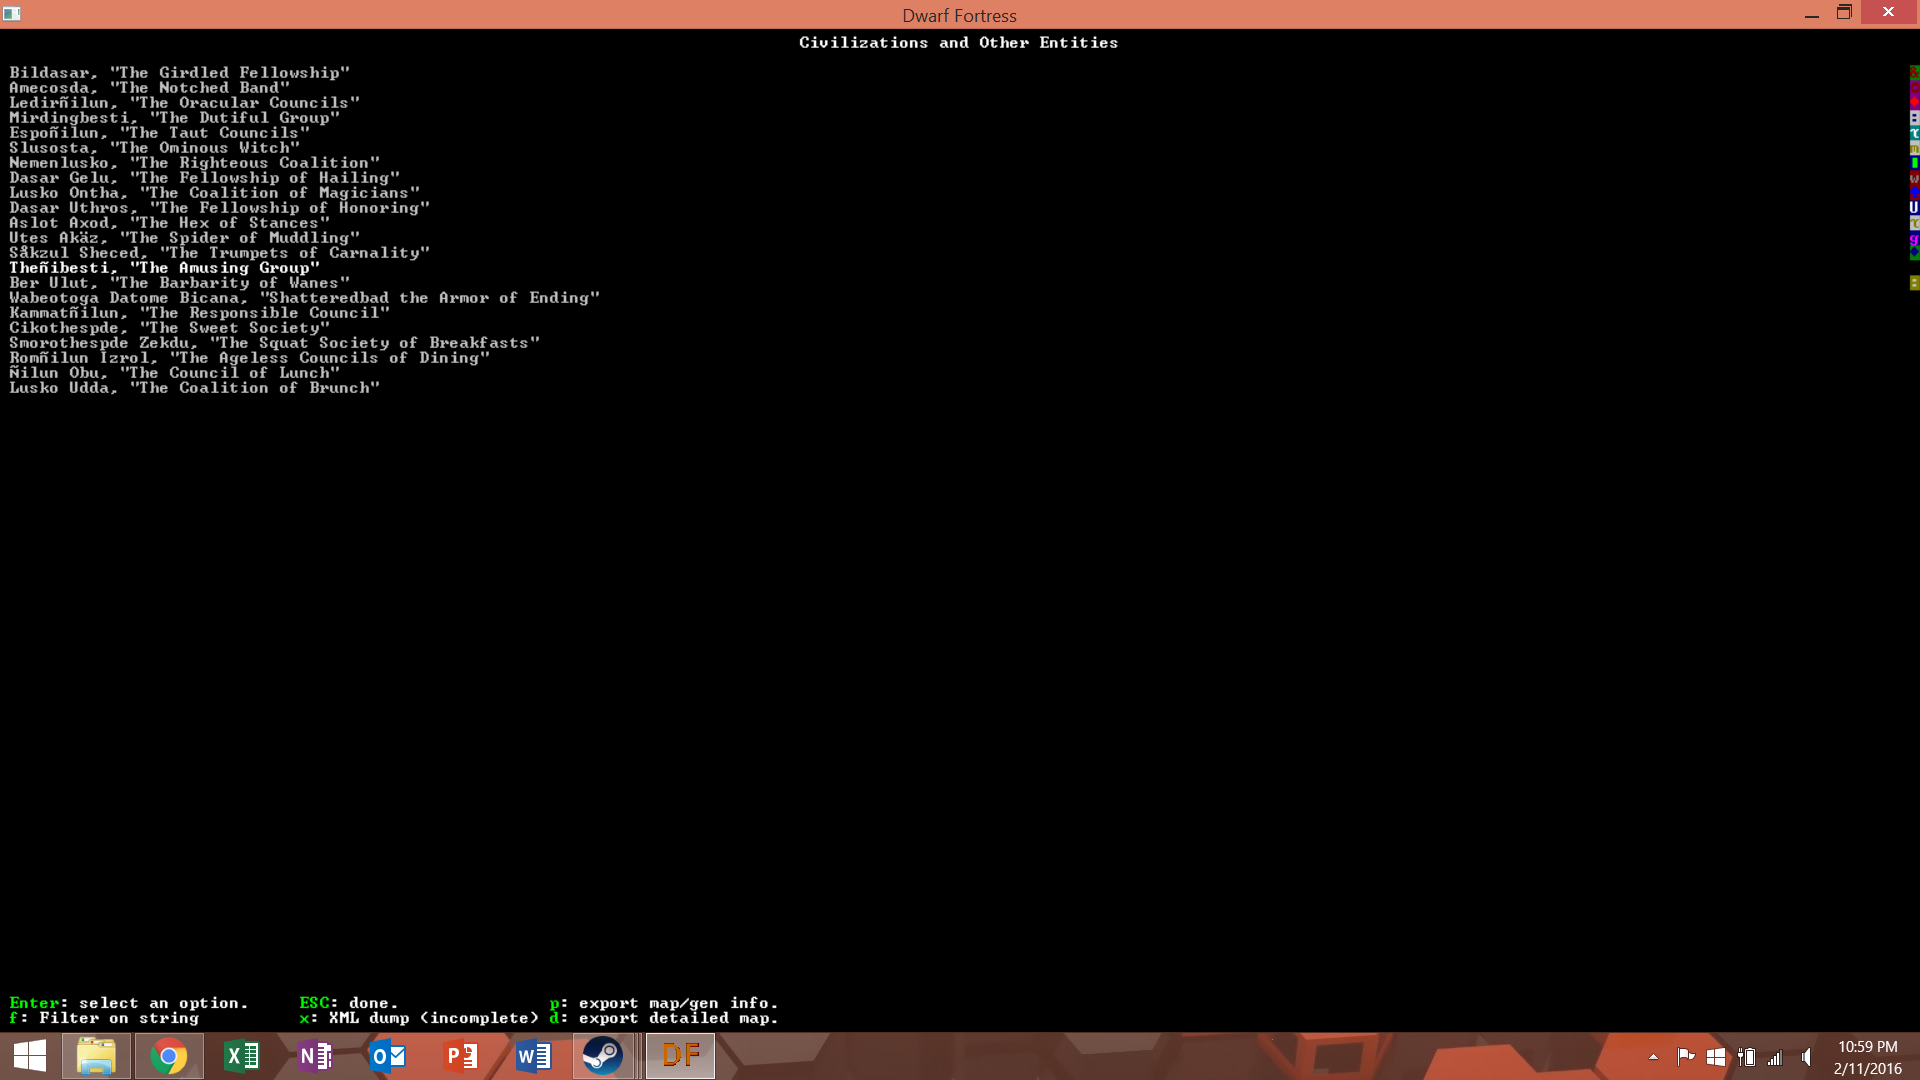 Dwarf Fortress
Civilizations and Other Entities
Bildasar, "The Girdled Fellowship"
Amecosda, "The Notched Band"
Ledirñilun, "The Oracular Councils"
Mirdingbesti, "The Dutiful Group"
Espoñilun, "The Taut Councils"
Slusosta, "The Ominous Witch"
Nemenlusko, "The Righteous Coalition"
Dasar Gelu, "The Fellowship of Hailing"
Lusko Ontha, "The Coalition of Magicians"
Dasar Uthros, "The Fellowship of Honoring"
Aslot Axod, "The Hex of Stances"
Utes Akäz, "The Spider of Muddling"
Såkzul Sheced, "The Trumpets of Carnality"
Theñibesti, "The Amusing Group"
Ber Ulut, "The Barbarity of Wanes"
Wabeotoga Datome Bicana, "Shatteredbad the Armor of Ending"
Kammatñilun, "The Responsible Council"
Cikothespde, "The Sweet Society"
Smorothespde Zekdu, "The Squat Society of Breakfasts"
Romñilun Izrol, "The Ageless Councils of Dining"
Ñilun Obu, "The Council of Lunch"
Lusko Udda, "The Coalition of Brunch"
Enter: select an option. ESC: done. p: export map/gen info.
f: Filter on string x: XML dump (incomplete) d: export detailed map.
DF
10:59 PM
2/11/2016